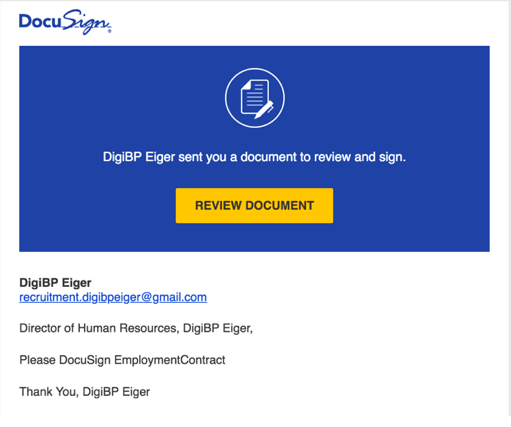 DocuSign
DigiBP Eiger sent you a document to review and sign.
REVIEW DOCUMENT
DigiBP Eiger
recruitment.digibpeiger@gmail.com
Director of Human Resources, DigiBP Eiger,
Please DocuSign EmploymentContract
Thank You, DigiBP Eiger